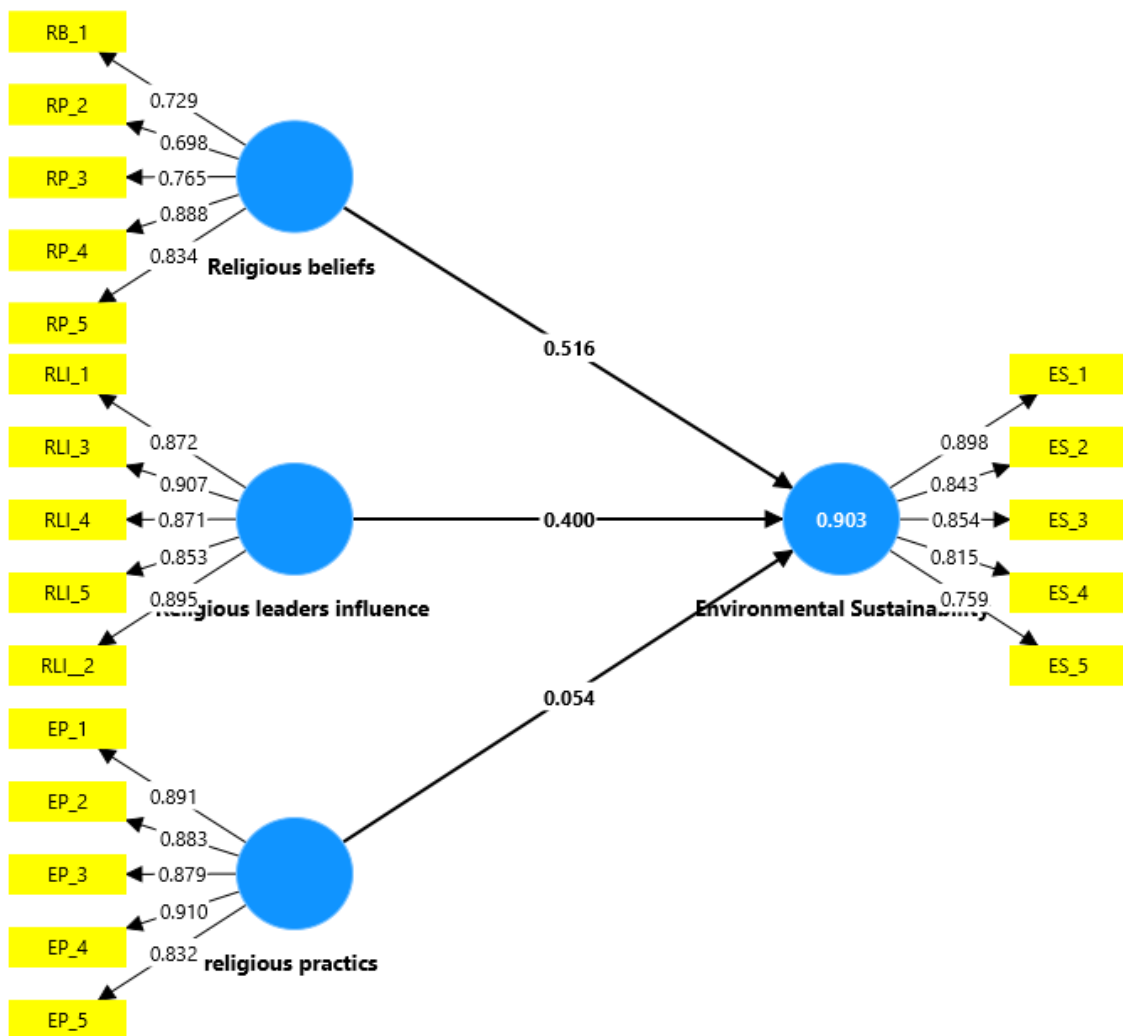 RB_1
RP_2
RP_3
RP_4
RP_5
0.729
0.698
0.765
0.888
0.834
Religious beliefs
RLI_1
RLI_3
RLI_4
RLI_5
RLI__2
0.872
0.907
0.871
0.853
0.895
Religious leaders influence
EP_1
EP_2
EP_3
EP_4
EP_5
0.891
0.883
0.879
0.910
0.832
religious practics
0.516
0.400
0.054
0.903
Environmental Sustainability
0.898
0.843
0.854
0.815
0.759
ES_1
ES_2
ES_3
ES_4
ES_5